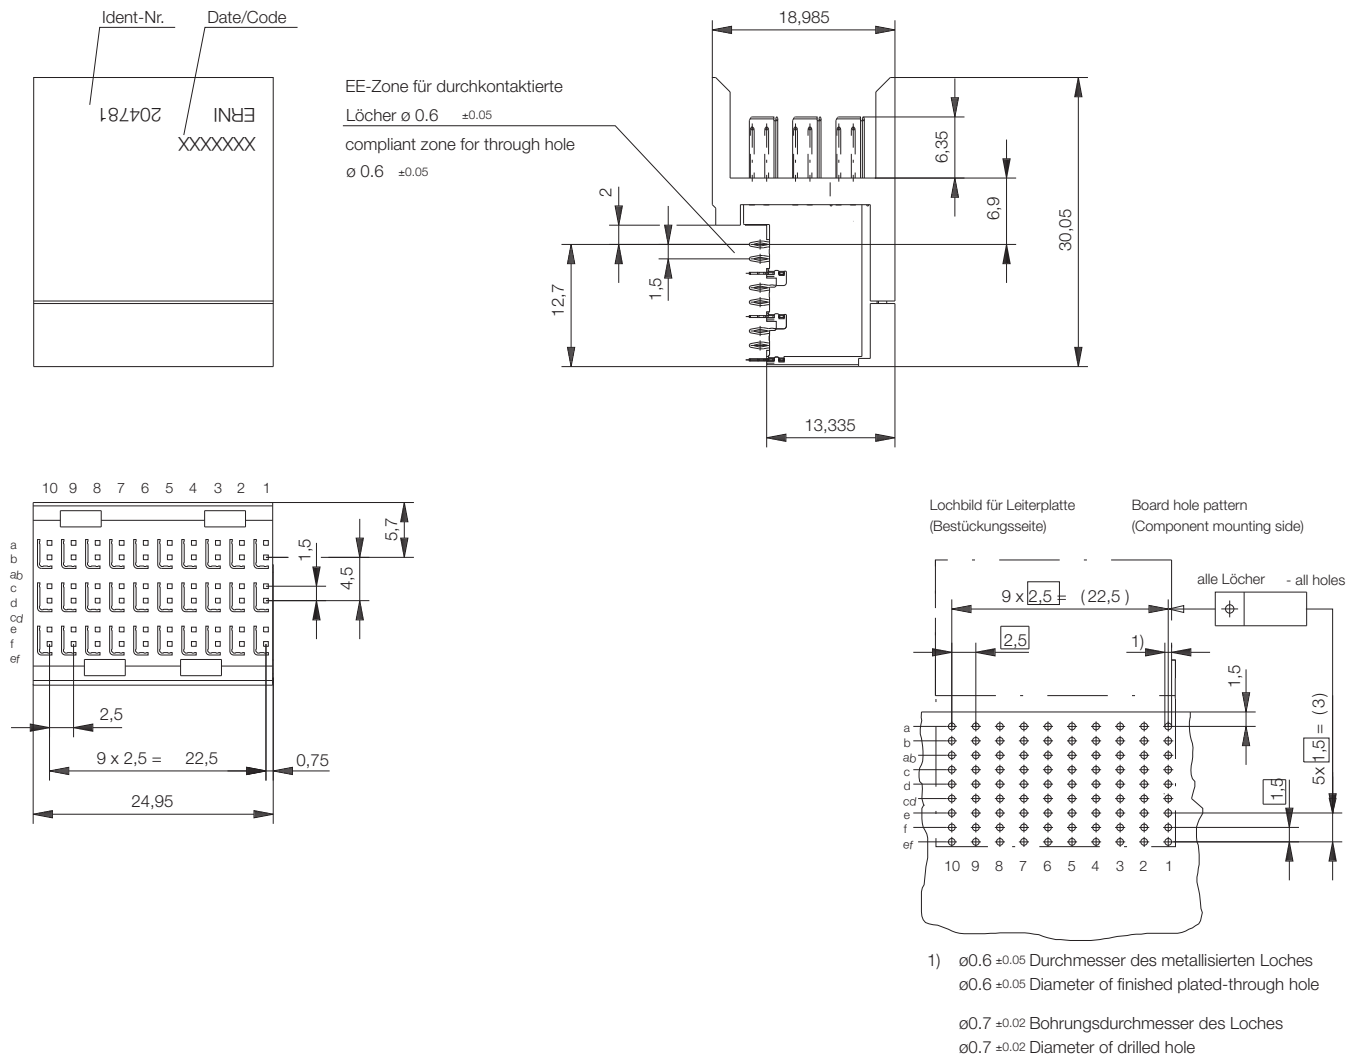 Ident-Nr. Date/Code
204781 ERNI
XXXXXXX
EE-Zone für durchkontaktierte
Löcher ø 0.6 ±0.05
compliant zone for through hole
ø 0.6 ±0.05
18,985
6,35
6,9
30,05
2
1,5
12,7
13,335
10 9 8 7 6 5 4 3 2 1
a
b
ab
c
d
cd
e
f
ef
5,7
1,5
4,5
2,5
9 x 2,5 = 22,5
0,75
24,95
Lochbild für Leiterplatte
(Bestückungsseite)
Board hole pattern
(Component mounting side)
alle Löcher - all holes
9 x 2,5 = (22,5 )
2,5
1)
1,5
5x 1,5 = (3)
1,5
a
b
ab
c
d
cd
e
f
ef
10 9 8 7 6 5 4 3 2 1
1) ø0.6 ±0.05 Durchmesser des metallisierten Loches
ø0.6 ±0.05 Diameter of finished plated-through hole
ø0.7 ±0.02 Bohrungsdurchmesser des Loches
ø0.7 ±0.02 Diameter of drilled hole